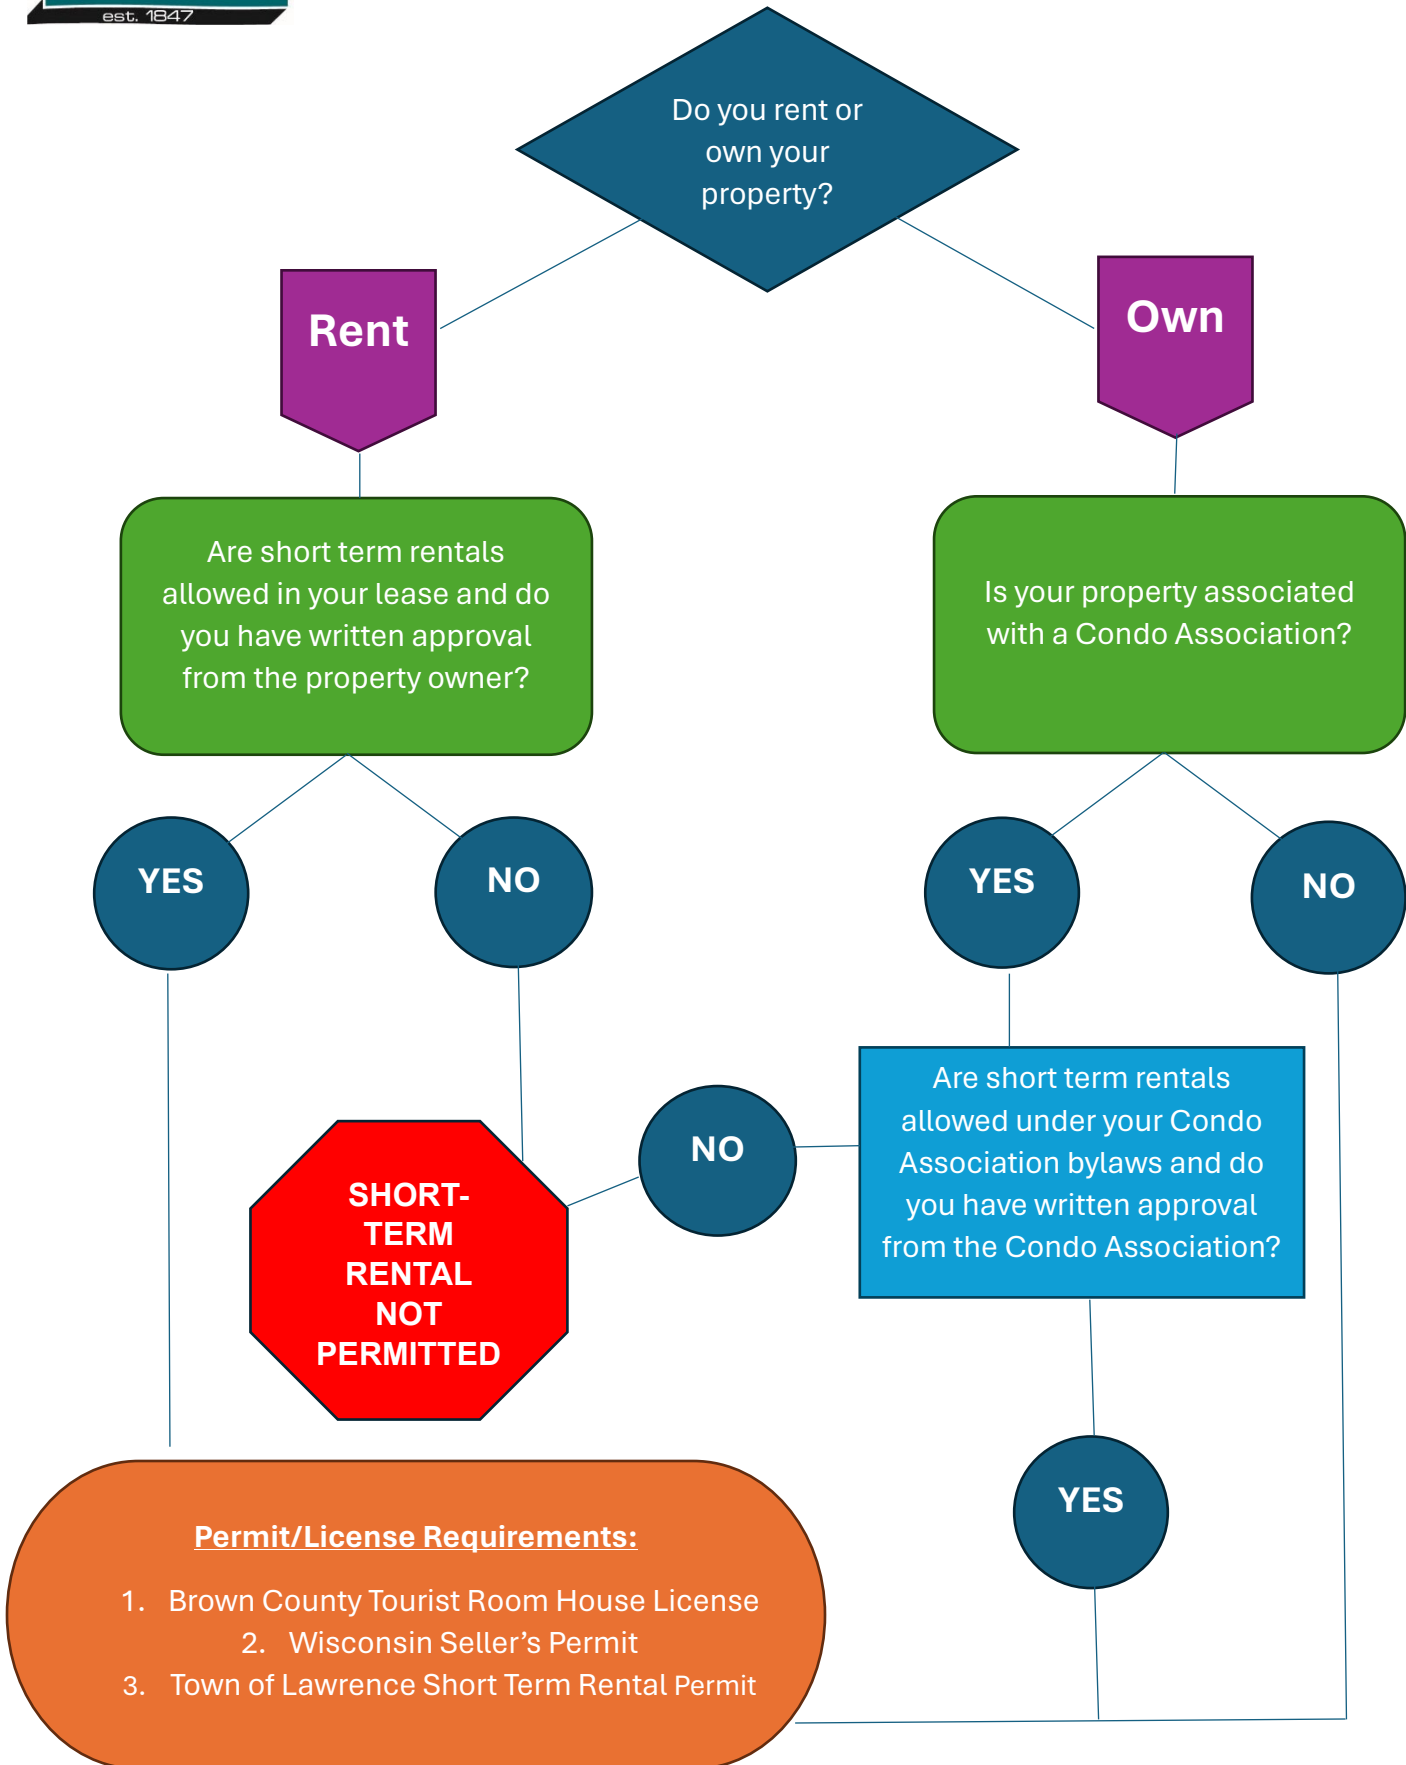 est. 1847
Do you rent or
own your
property?
Rent
Own
Are short term rentals
allowed in your lease and do
you have written approval
from the property owner?
Is your property associated
with a Condo Association?
YES
NO
YES
NO
Are short term rentals
allowed under your Condo
Association bylaws and do
you have written approval
from the Condo Association?
NO
SHORT-
TERM
RENTAL
NOT
PERMITTED
YES
Permit/License Requirements:
1. Brown County Tourist Room House License
2. Wisconsin Seller’s Permit
3. Town of Lawrence Short Term Rental Permit